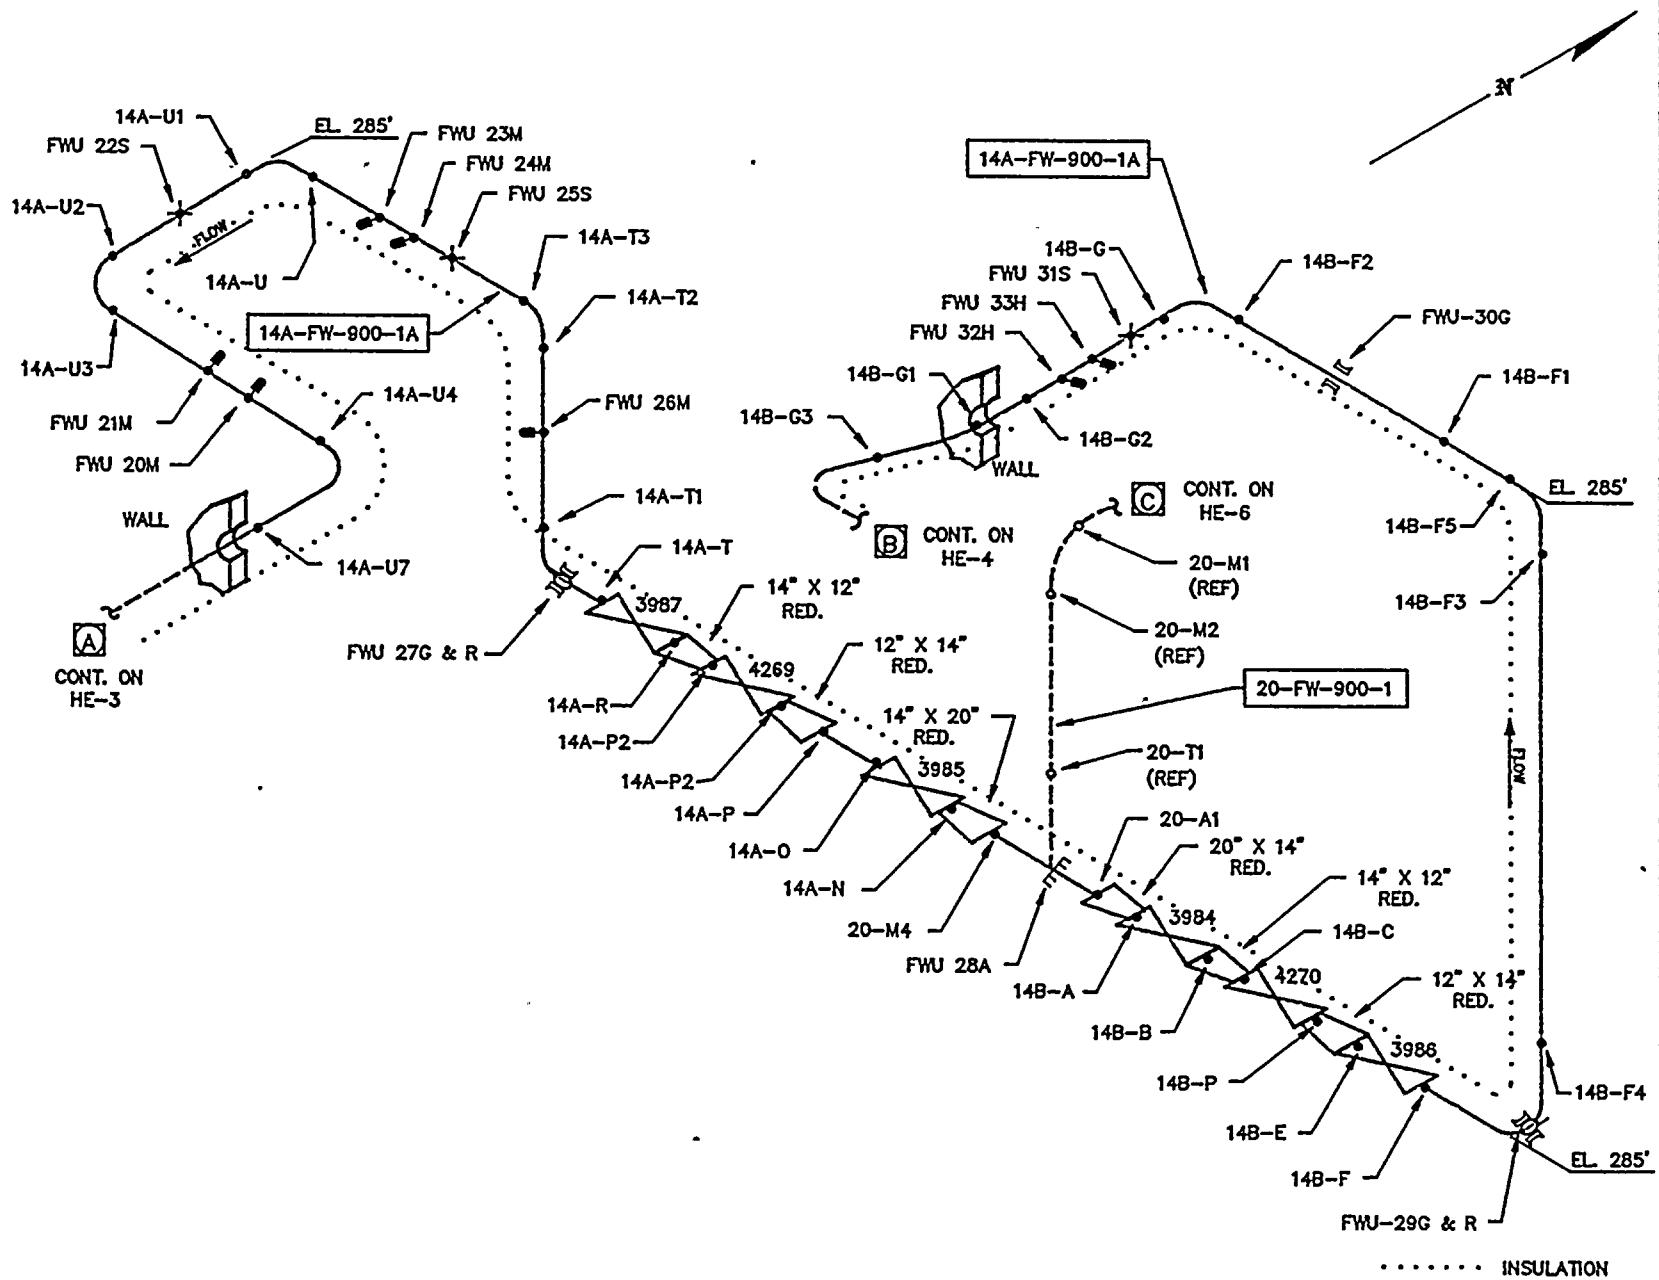 N
14A-U1
EL. 285'
FWU 22S
FWU 23M
FWU 24M
FWU 25S
14A-U2
FLOW
14A-U
14A-T3
14A-T2
14A-FW-900-1A
14A-U3
14A-U4
FWU 21M
FWU 20M
FWU 26M
WALL
14A-T1
14A-U7
14A-T
A
CONT. ON
HE-3
FWU 27G & R
3987
14" X 12"
RED.
14A-R
4269
12" X 14"
RED.
14A-P2
14A-P2
14A-P
14" X 20"
RED.
3985
14A-O
14A-N
20-M4
14A-FW-900-1A
14B-G
FWU 31S
FWU 33H
FWU 32H
14B-G1
14B-G3
14B-G2
WALL
14B-F2
FWU-30G
14B-F1
EL. 285'
14B-F5
14B-F3
B
CONT. ON
HE-4
C
CONT. ON
HE-6
20-M1
(REF)
20-M2
(REF)
20-FW-900-1
20-T1
(REF)
FLOW
20-A1
20" X 14"
RED.
FWU 28A
3984
14" X 12"
RED.
14B-C
14B-A
4270
12" X 14"
RED.
14B-B
3986
14B-P
14B-E
14B-F
14B-F4
EL. 285'
FWU-29G & R
INSULATION